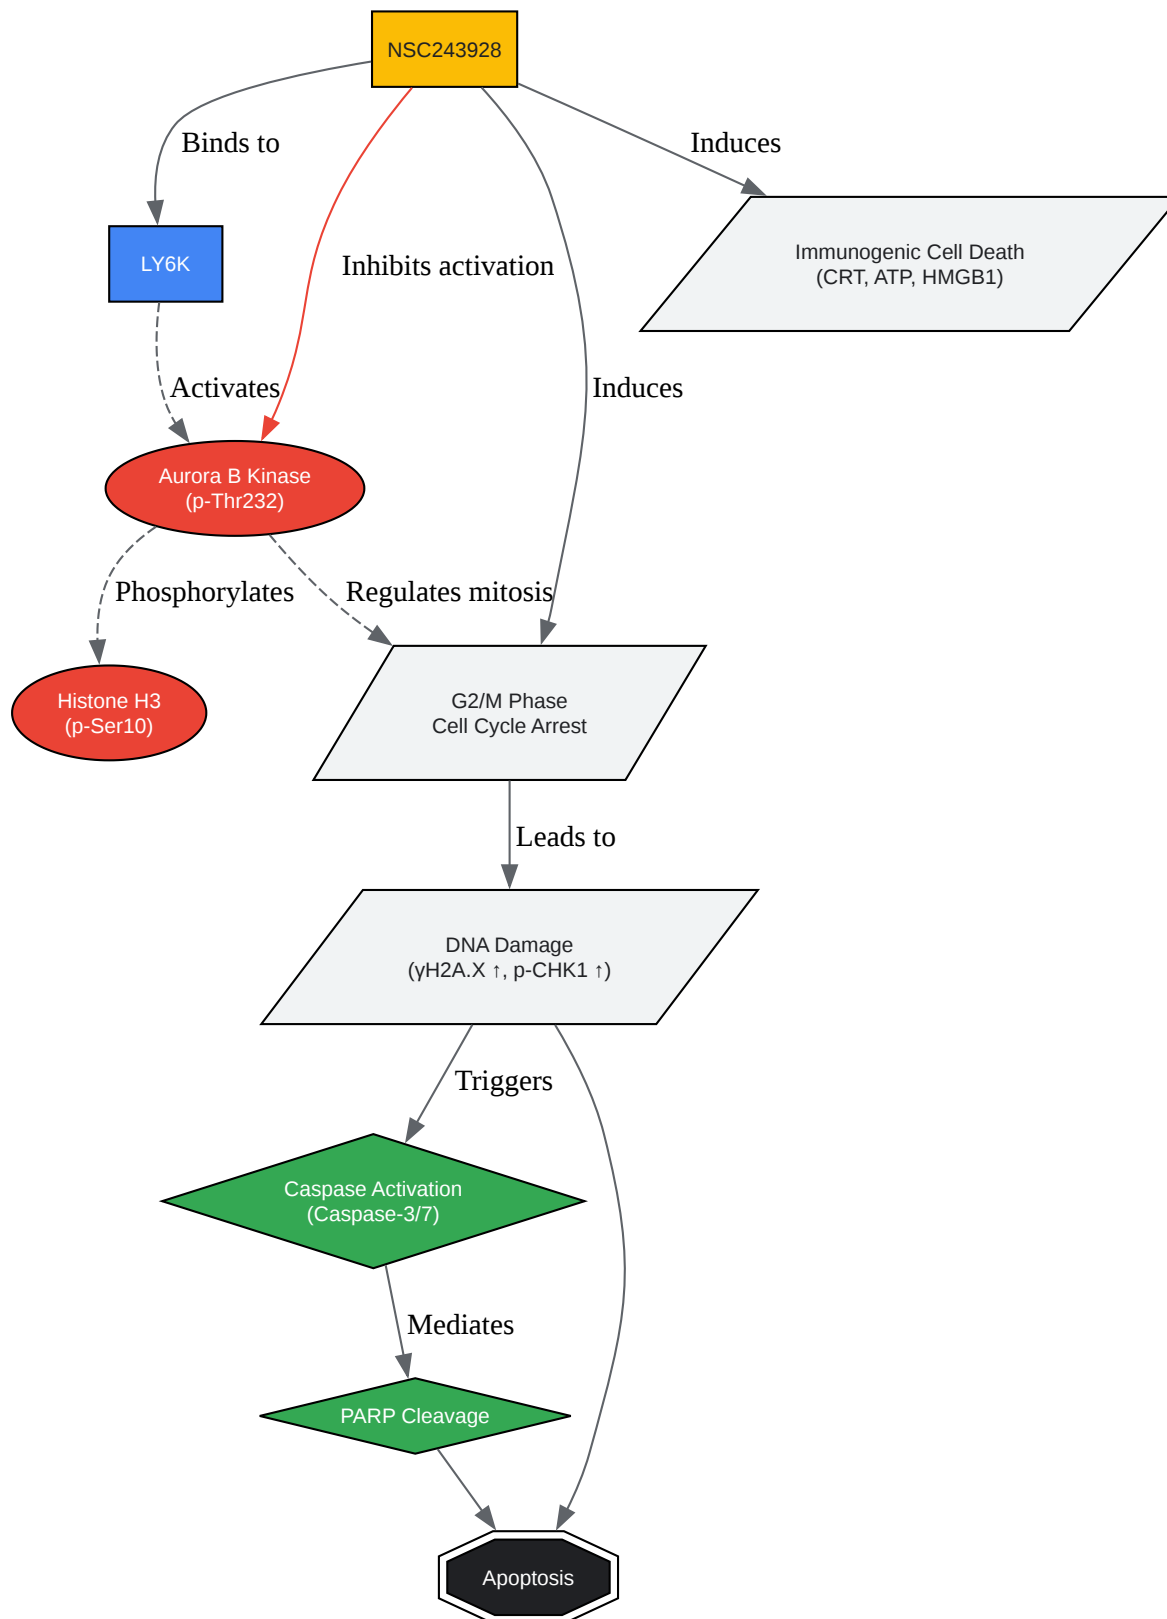 NSC243928
Binds to
Induces
LY6K
Immunogenic Cell Death
(CRT, ATP, HMGB1)
Inhibits activation
Activates
Induces
Aurora B Kinase
(p-Thr232)
Phosphorylates
Regulates mitosis
Histone H3
(p-Ser10)
G2/M Phase
Cell Cycle Arrest
Leads to
DNA Damage
(γH2A.X ↑, p-CHK1 ↑)
Triggers
Caspase Activation
(Caspase-3/7)
Mediates
PARP Cleavage
Apoptosis